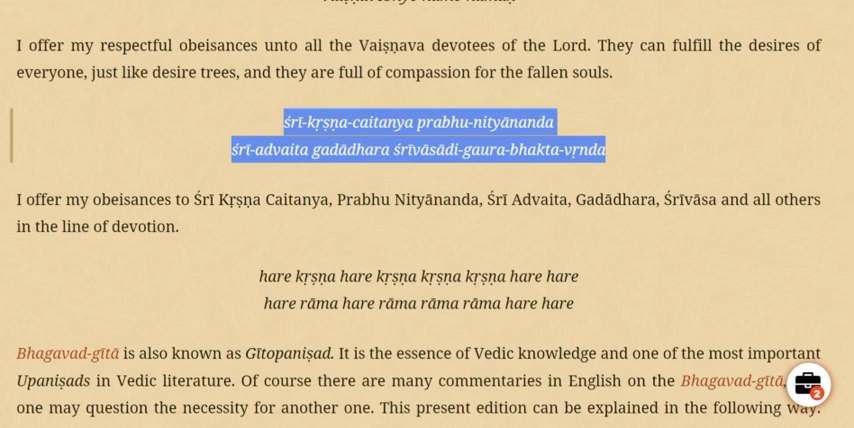 I offer my respectful obeisances unto all the Vaiṣṇava devotees of the Lord. They can fulfill the desires of
everyone, just like desire trees, and they are full of compassion for the fallen souls.
śrī-kṛṣṇa-caitanya prabhu-nityānanda
śrī-advaita gadādhara śrīvāsādi-gaura-bhakta-vṛnda
I offer my obeisances to Śrī Kṛṣṇa Caitanya, Prabhu Nityānanda, Śrī Advaita, Gadādhara, Śrīvāsa and all others
in the line of devotion.
hare kṛṣṇa hare kṛṣṇa kṛṣṇa kṛṣṇa hare hare
hare rāma hare rāma rāma rāma hare hare
Bhagavad-gītā is also known as Gītopaniṣad. It is the essence of Vedic knowledge and one of the most important
Upaniṣads in Vedic literature. Of course there are many commentaries in English on the Bhagavad-gītā,
one may question the necessity for another one. This present edition can be explained in the following way.
2